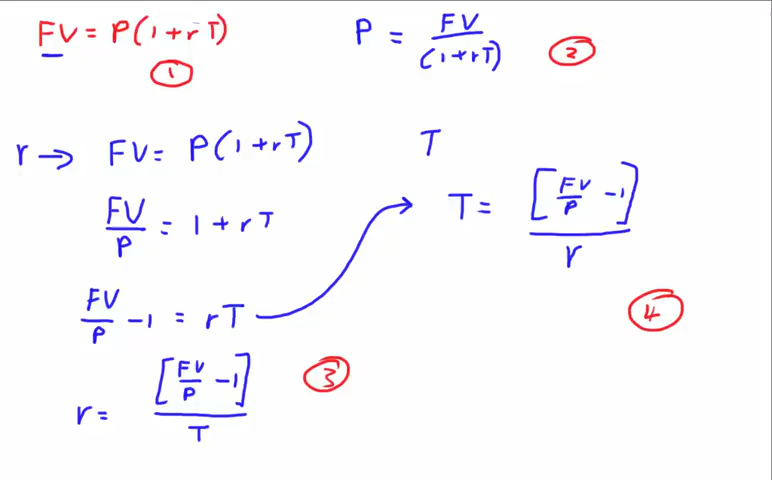 FV = P(1+rT)
①
P = FV/(1+rT)
②
r → FV = P(1+rT)
FV/P = 1+rT
FV/P -1 = rT
r = [FV/P -1]/T
③
T
T = [FV/P -1]/r
④